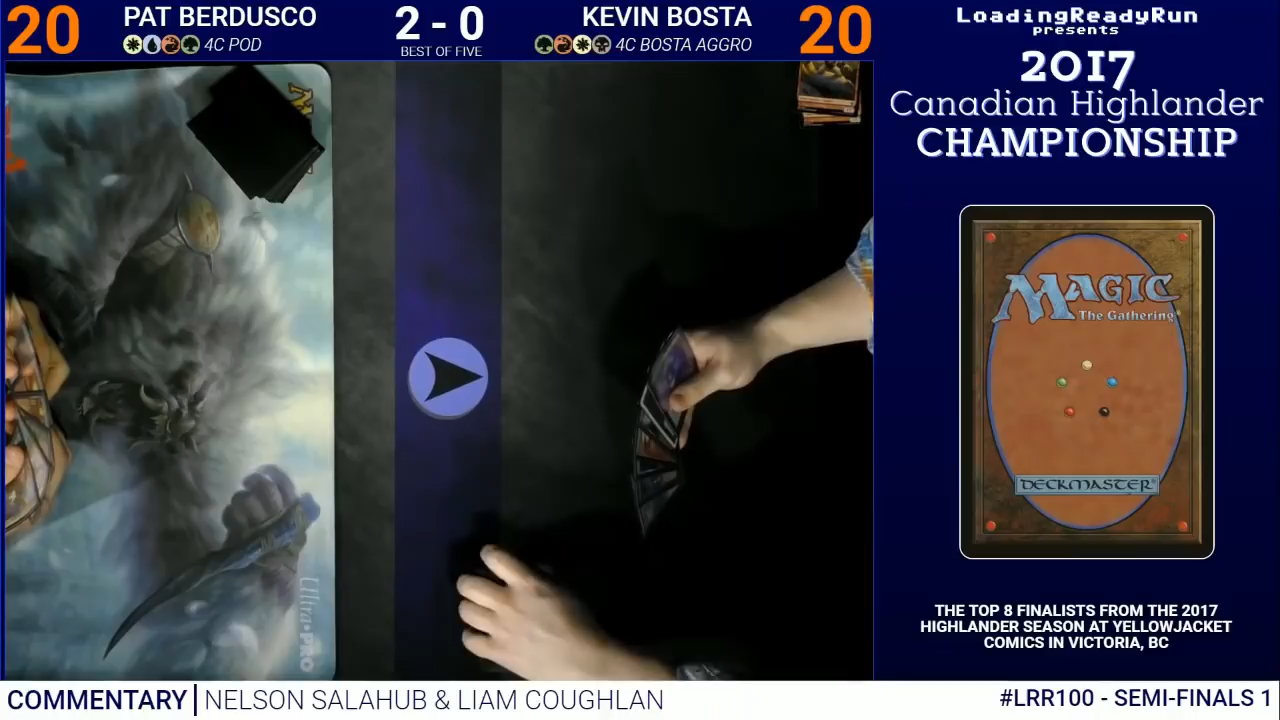 20
PAT BERDUSCO
4C POD
2 - 0
BEST OF FIVE
KEVIN BOSTA
4C BOSTA AGGRO
20
LoadingReadyRun
presents
2017
Canadian Highlander
CHAMPIONSHIP
MAGIC
The Gathering®
DECKMASTER®
THE TOP 8 FINALISTS FROM THE 2017
HIGHLANDER SEASON AT YELLOWJACKET
COMICS IN VICTORIA, BC
Ultra•PRO
COMMENTARY | NELSON SALAHUB & LIAM COUGHLAN
#LRR100 - SEMI-FINALS 1